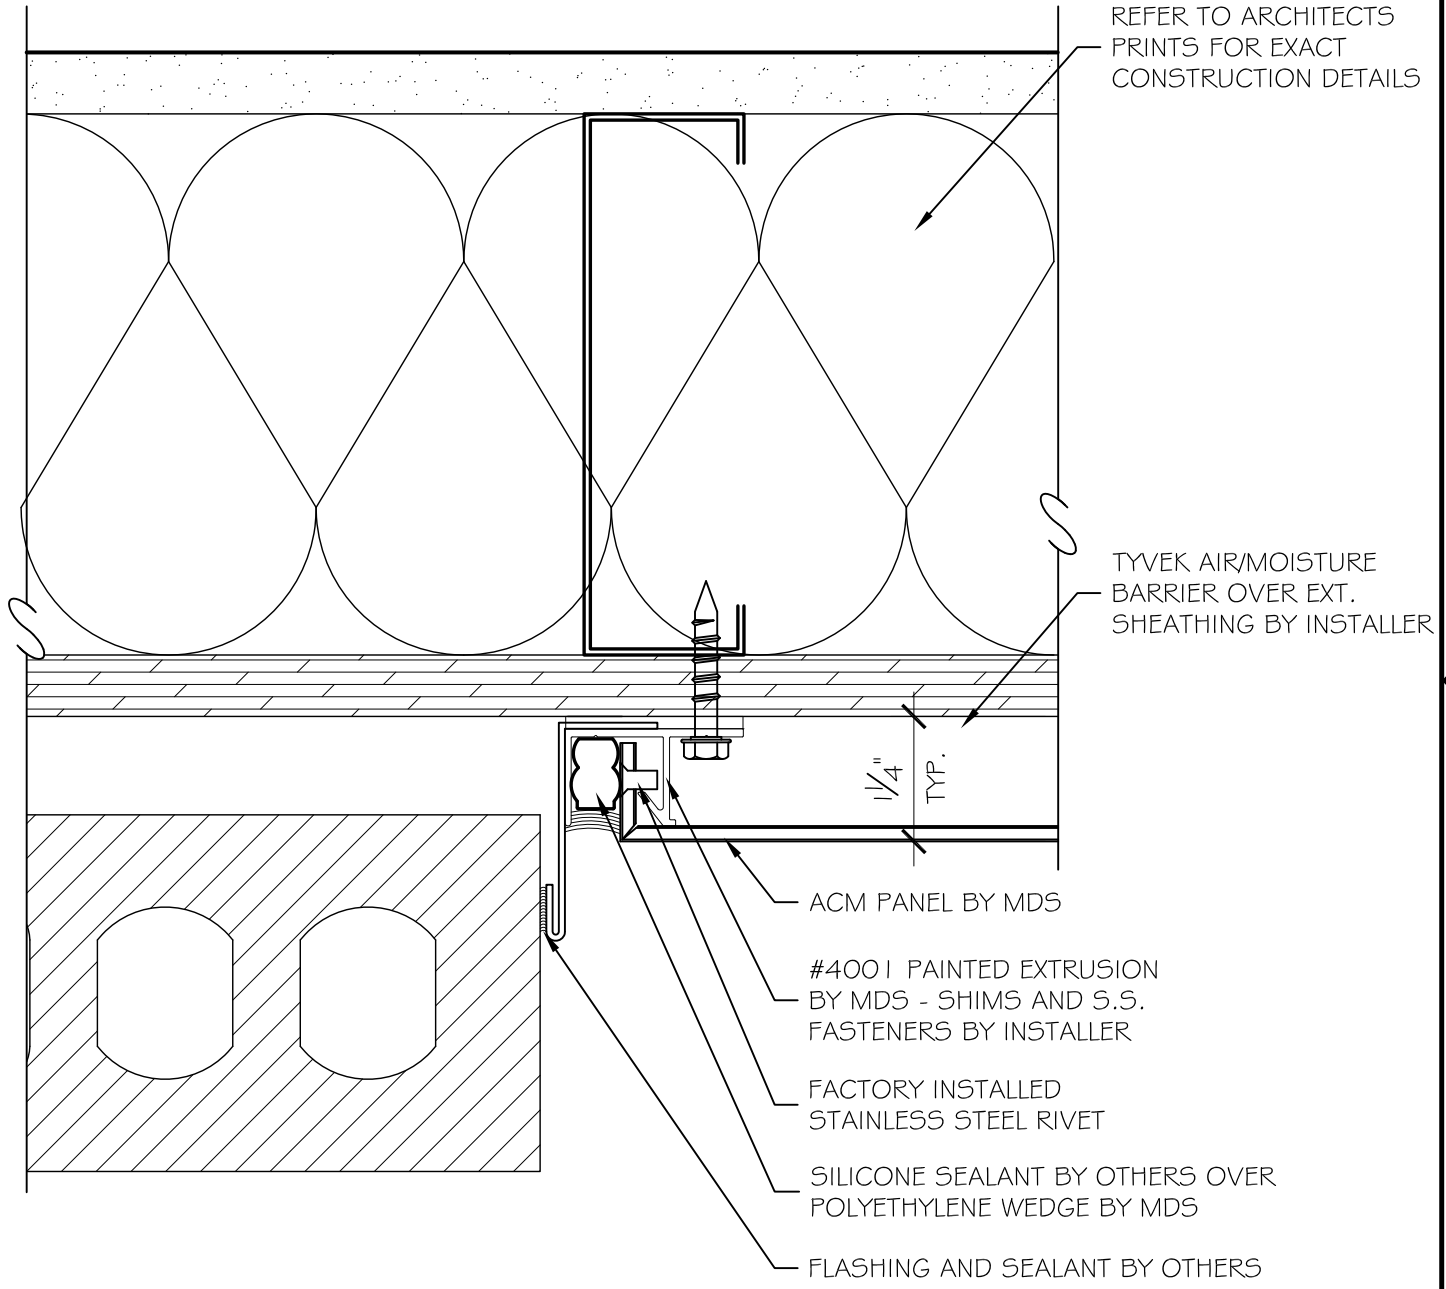 REFER TO ARCHITECTS
PRINTS FOR EXACT
CONSTRUCTION DETAILS
TYVEK AIR/MOISTURE
BARRIER OVER EXT.
SHEATHING BY INSTALLER
1 1/4"
TYP.
ACM PANEL BY MDS
#4001 PAINTED EXTRUSION
BY MDS - SHIMS AND S.S.
FASTENERS BY INSTALLER
FACTORY INSTALLED
STAINLESS STEEL RIVET
SILICONE SEALANT BY OTHERS OVER
POLYETHYLENE WEDGE BY MDS
FLASHING AND SEALANT BY OTHERS